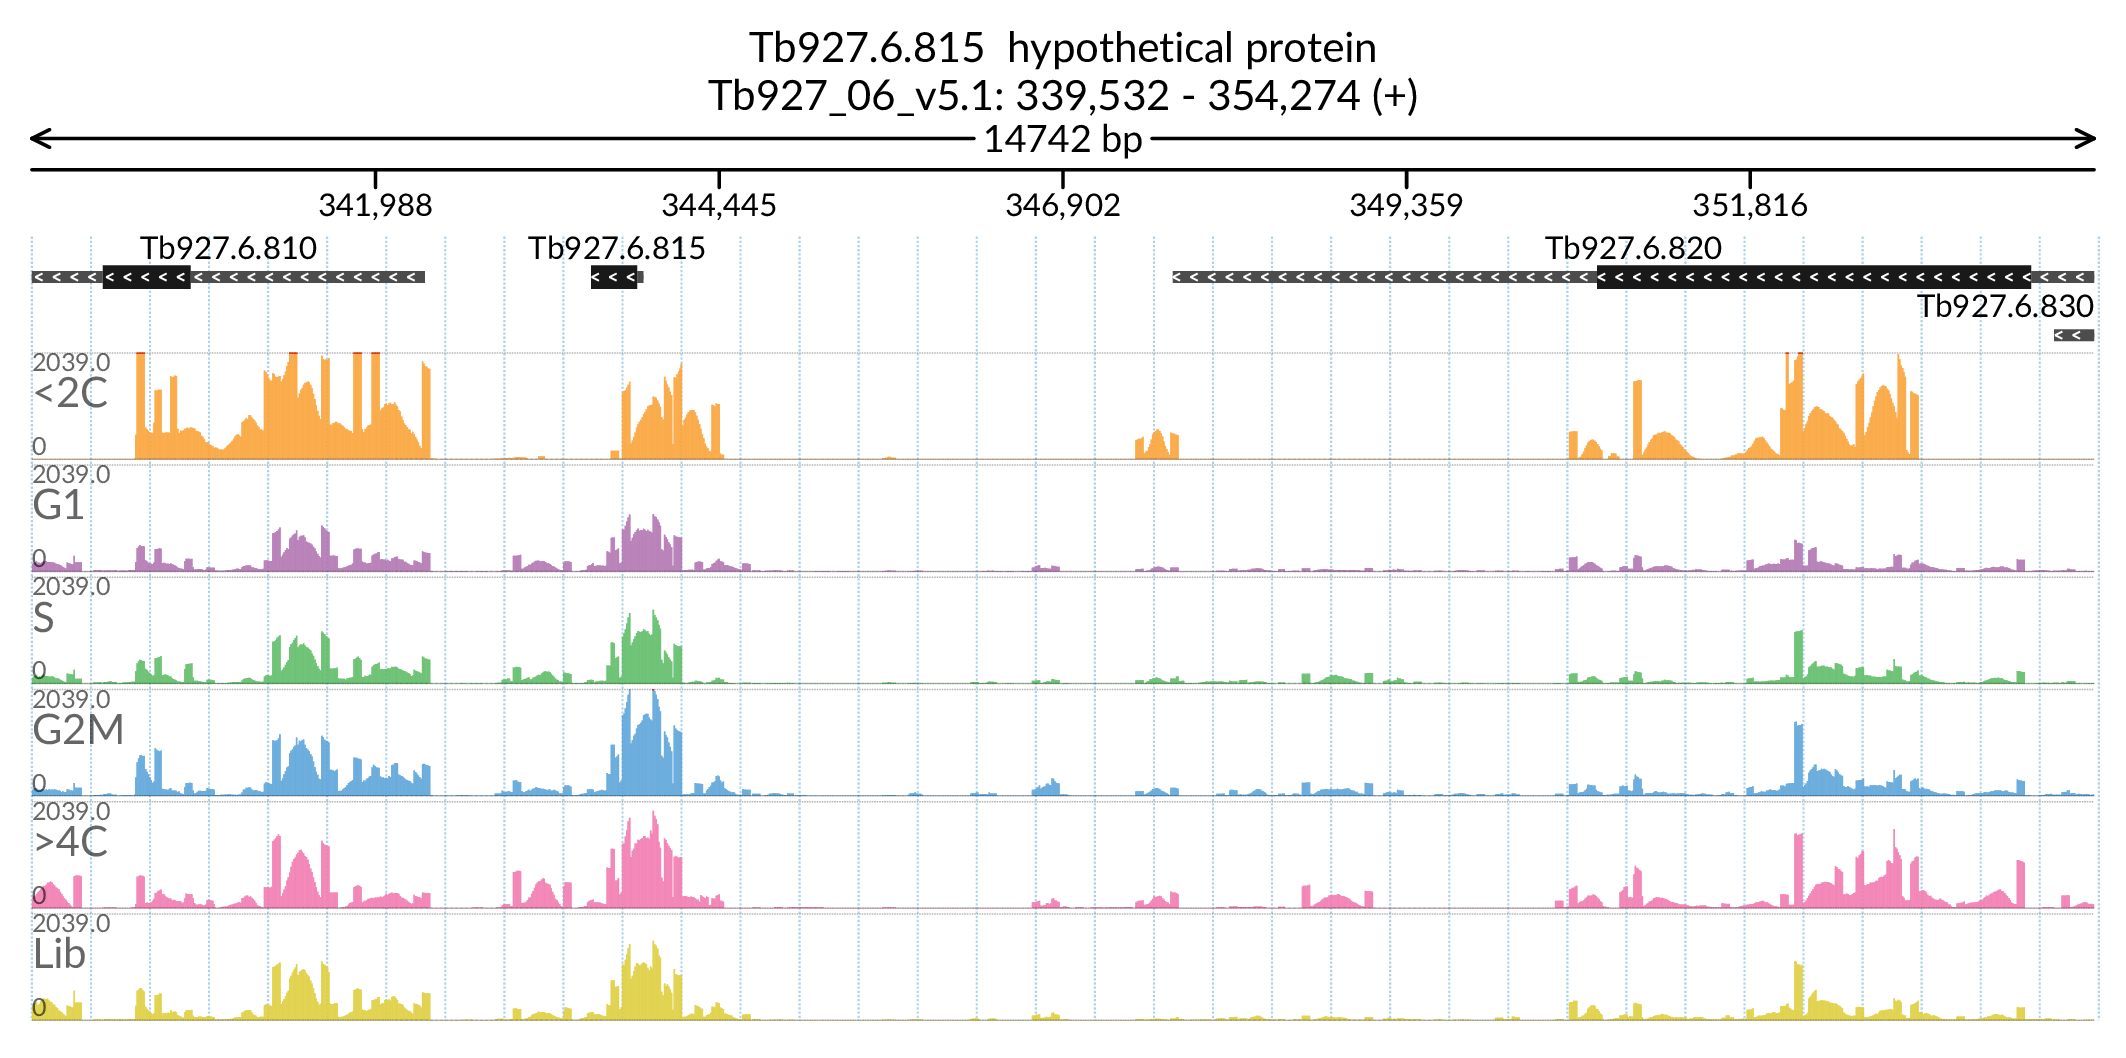 Tb927.6.815  hypothetical protein
Tb927_06_v5.1: 339,532 - 354,274 (+)
14742 bp
341,988 344,445 346,902 349,359 351,816
Tb927.6.810 Tb927.6.815 Tb927.6.820
Tb927.6.830
2039.0
<2C
0
2039.0
G1
0
2039.0
S
0
2039.0
G2M
0
2039.0
>4C
0
2039.0
Lib
0